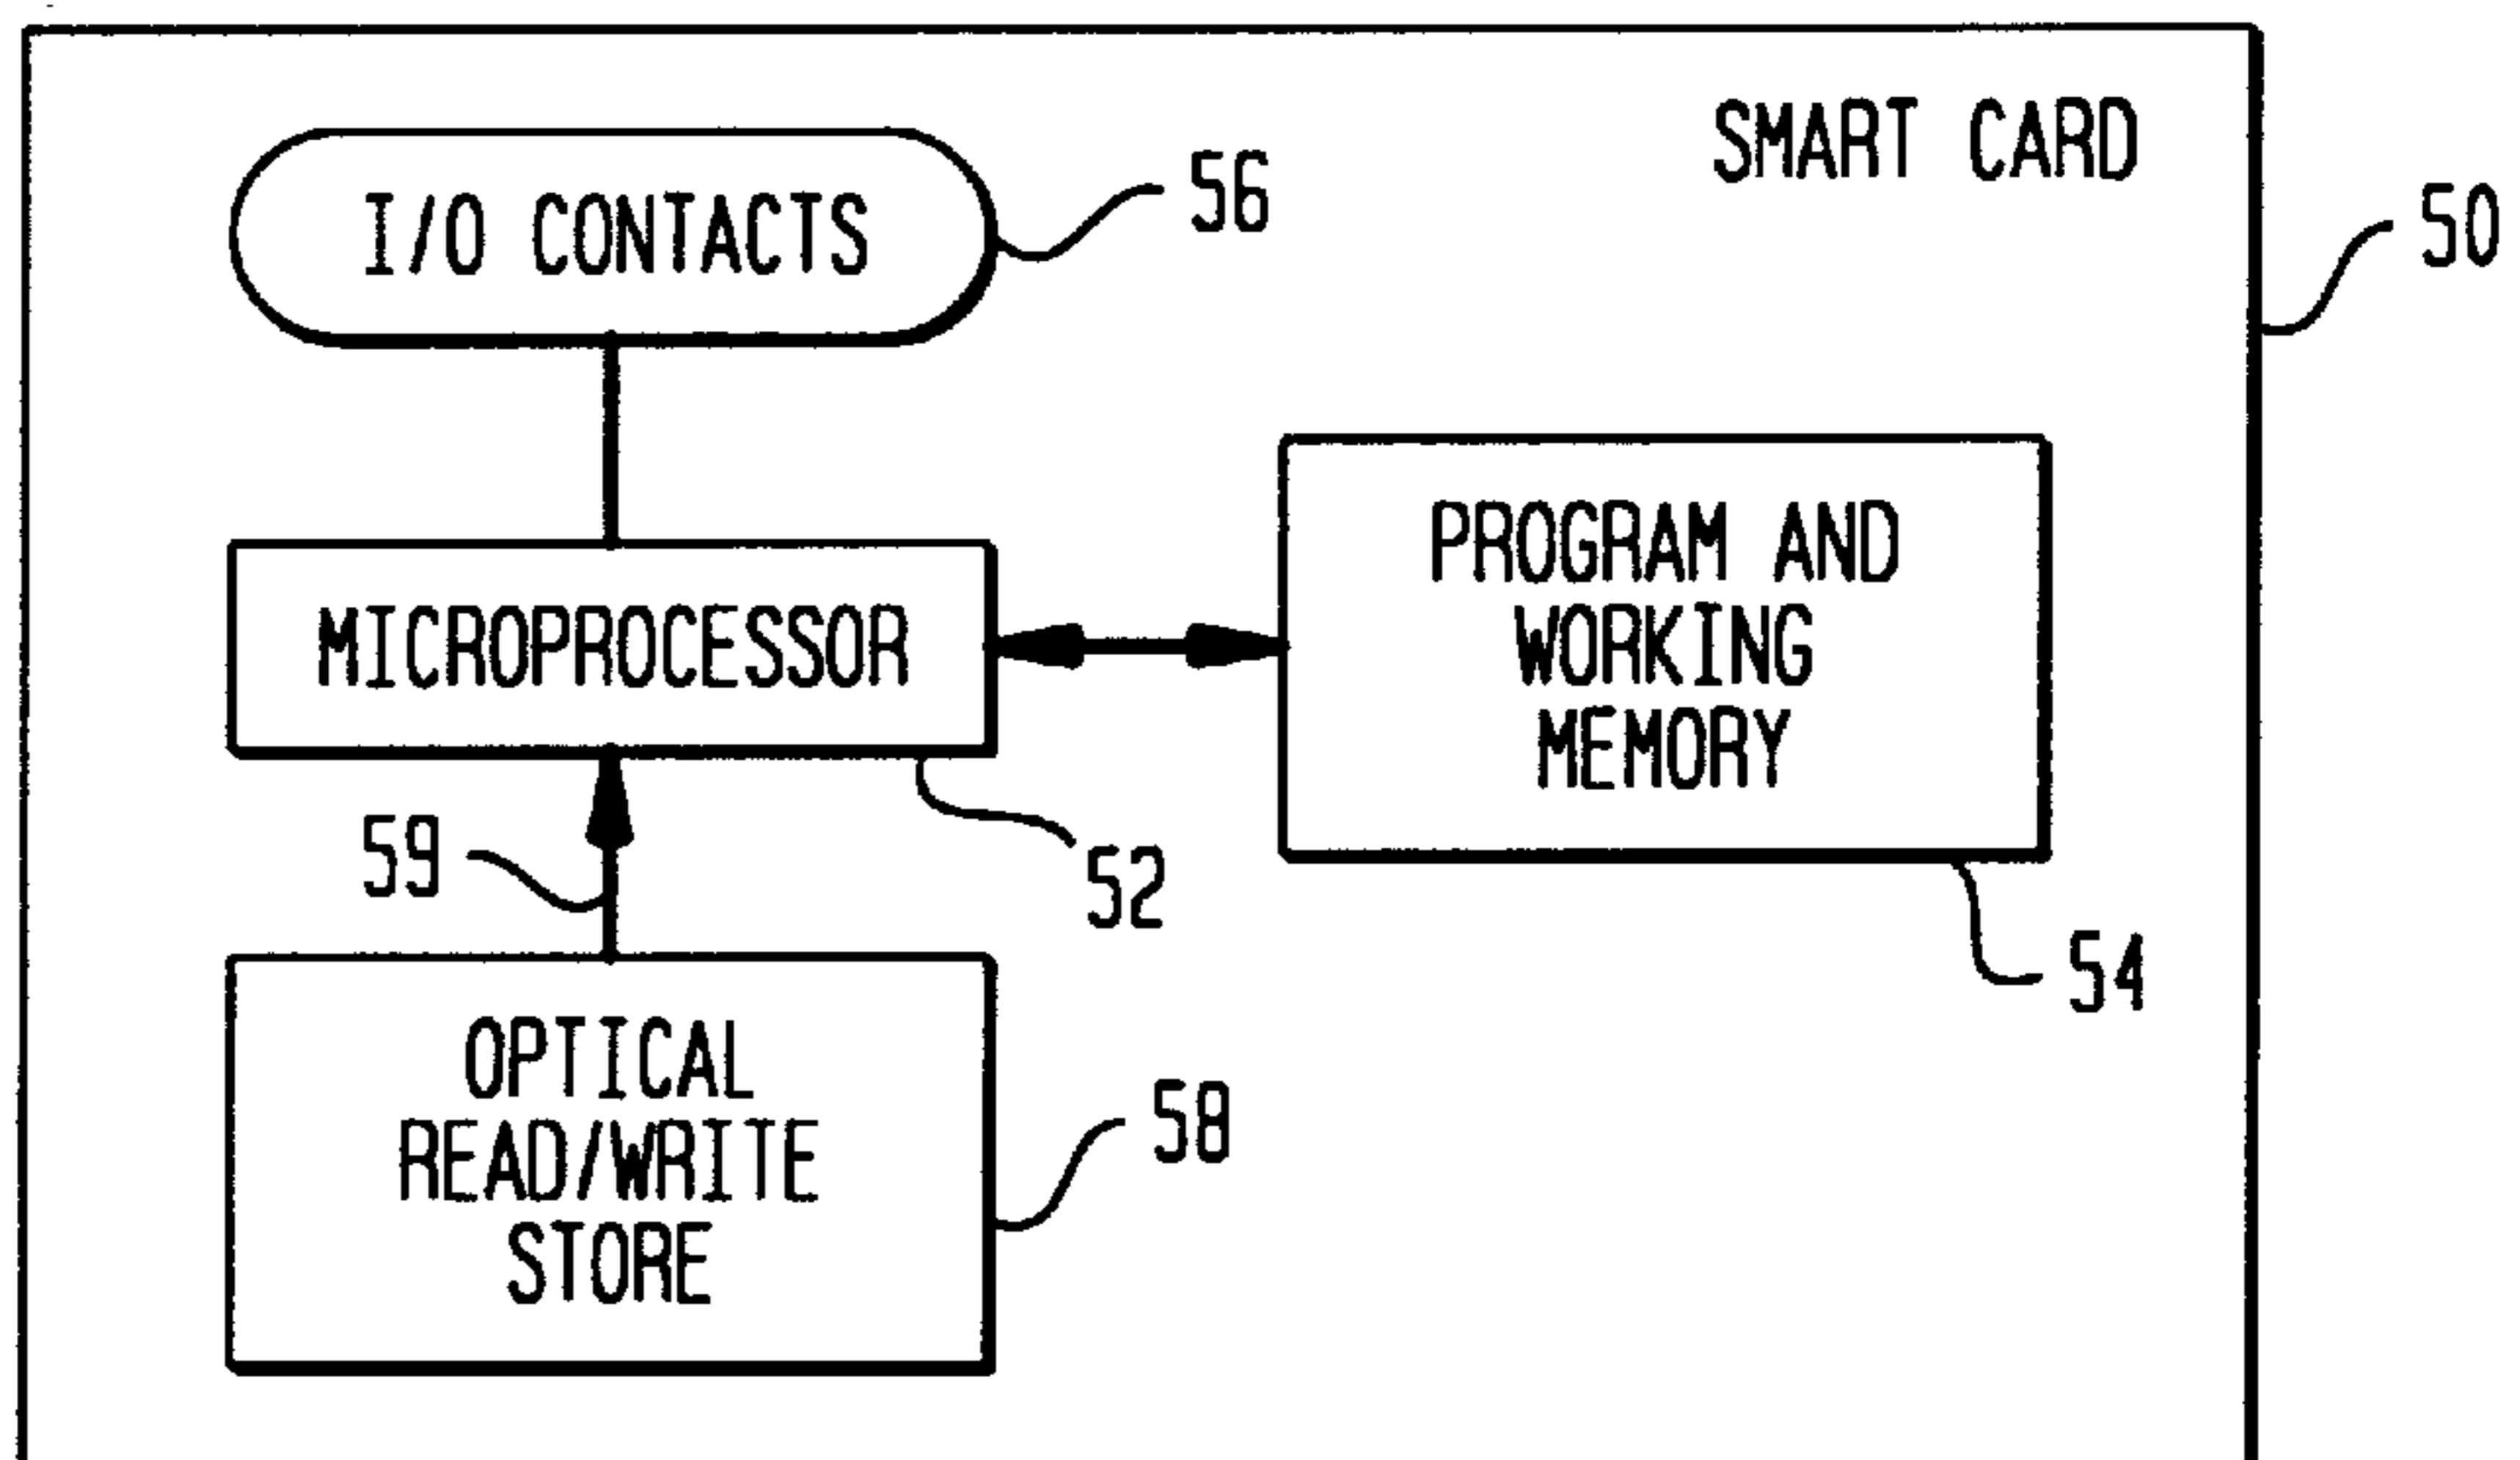 SMART CARD
50
I/O CONTACTS
56
PROGRAM AND
WORKING
MEMORY
54
MICROPROCESSOR
52
59
OPTICAL
READ/WRITE
STORE
58